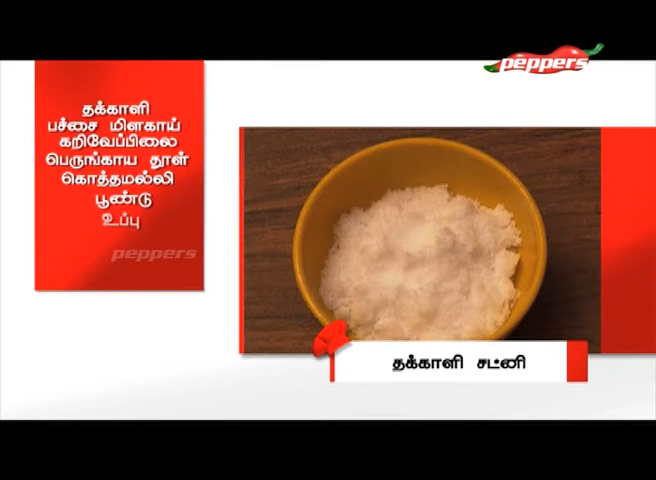 peppers
தக்காளி
பச்சை மிளகாய்
கறிவேப்பிலை
பெருங்காய தூள்
கொத்தமல்லி
பூண்டு
உப்பு
peppers
தக்காளி சட்னி